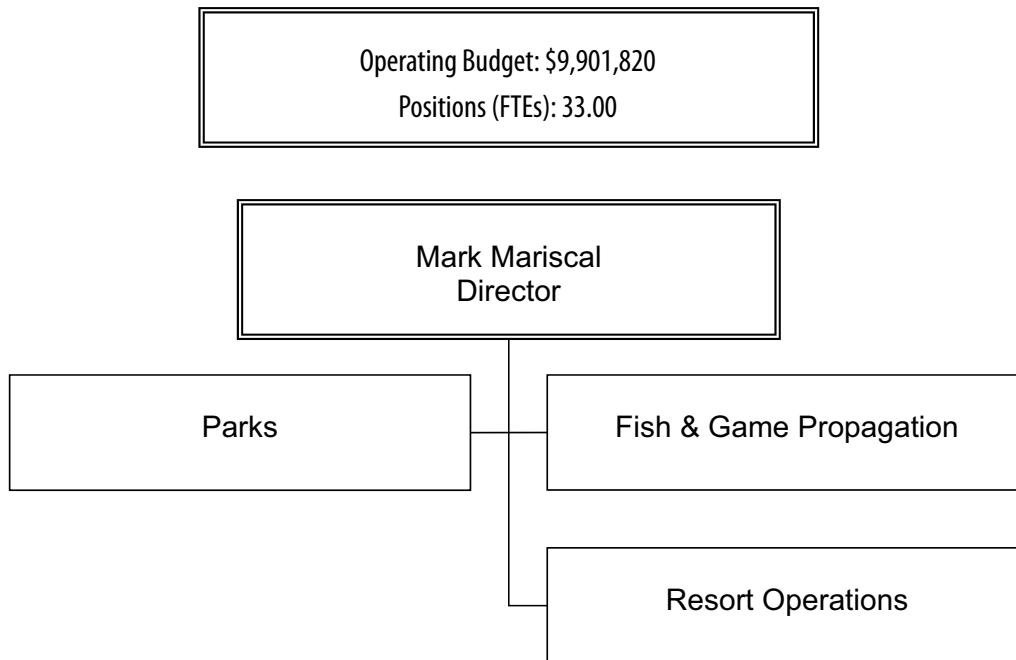 Operating Budget: $9,901,820
Positions (FTEs): 33.00
Mark Mariscal
Director
Parks
Fish & Game Propagation
Resort Operations